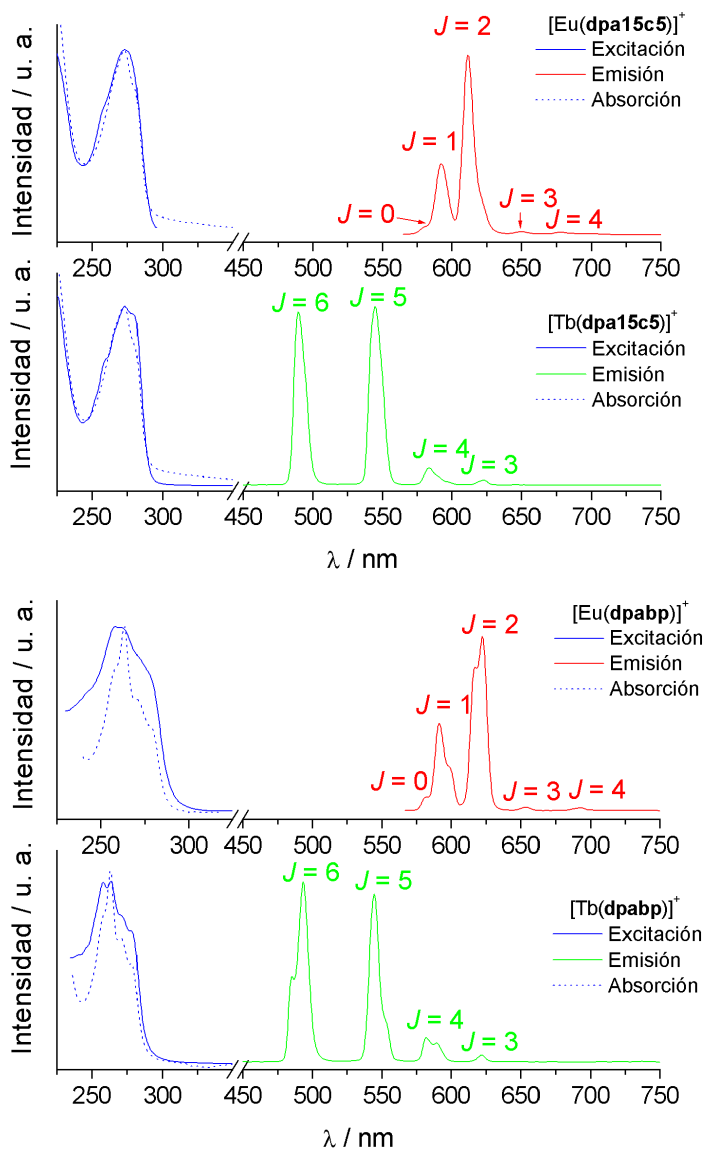 Intensidad / u. a.
[Eu(dpa15c5)]+
Excitación
Emisión
Absorción
J = 2
J = 1
J = 0
J = 3
J = 4
250 300 450 500 550 600 650 700 750
Intensidad / u. a.
[Tb(dpa15c5)]+
Excitación
Emisión
Absorción
J = 6
J = 5
J = 4
J = 3
250 300 450 500 550 600 650 700 750
λ / nm
Intensidad / u. a.
[Eu(dpabp)]+
Excitación
Emisión
Absorción
J = 2
J = 1
J = 0
J = 3
J = 4
250 300 450 500 550 600 650 700 750
Intensidad / u. a.
[Tb(dpabp)]+
Excitación
Emisión
Absorción
J = 6
J = 5
J = 4
J = 3
250 300 450 500 550 600 650 700 750
λ / nm